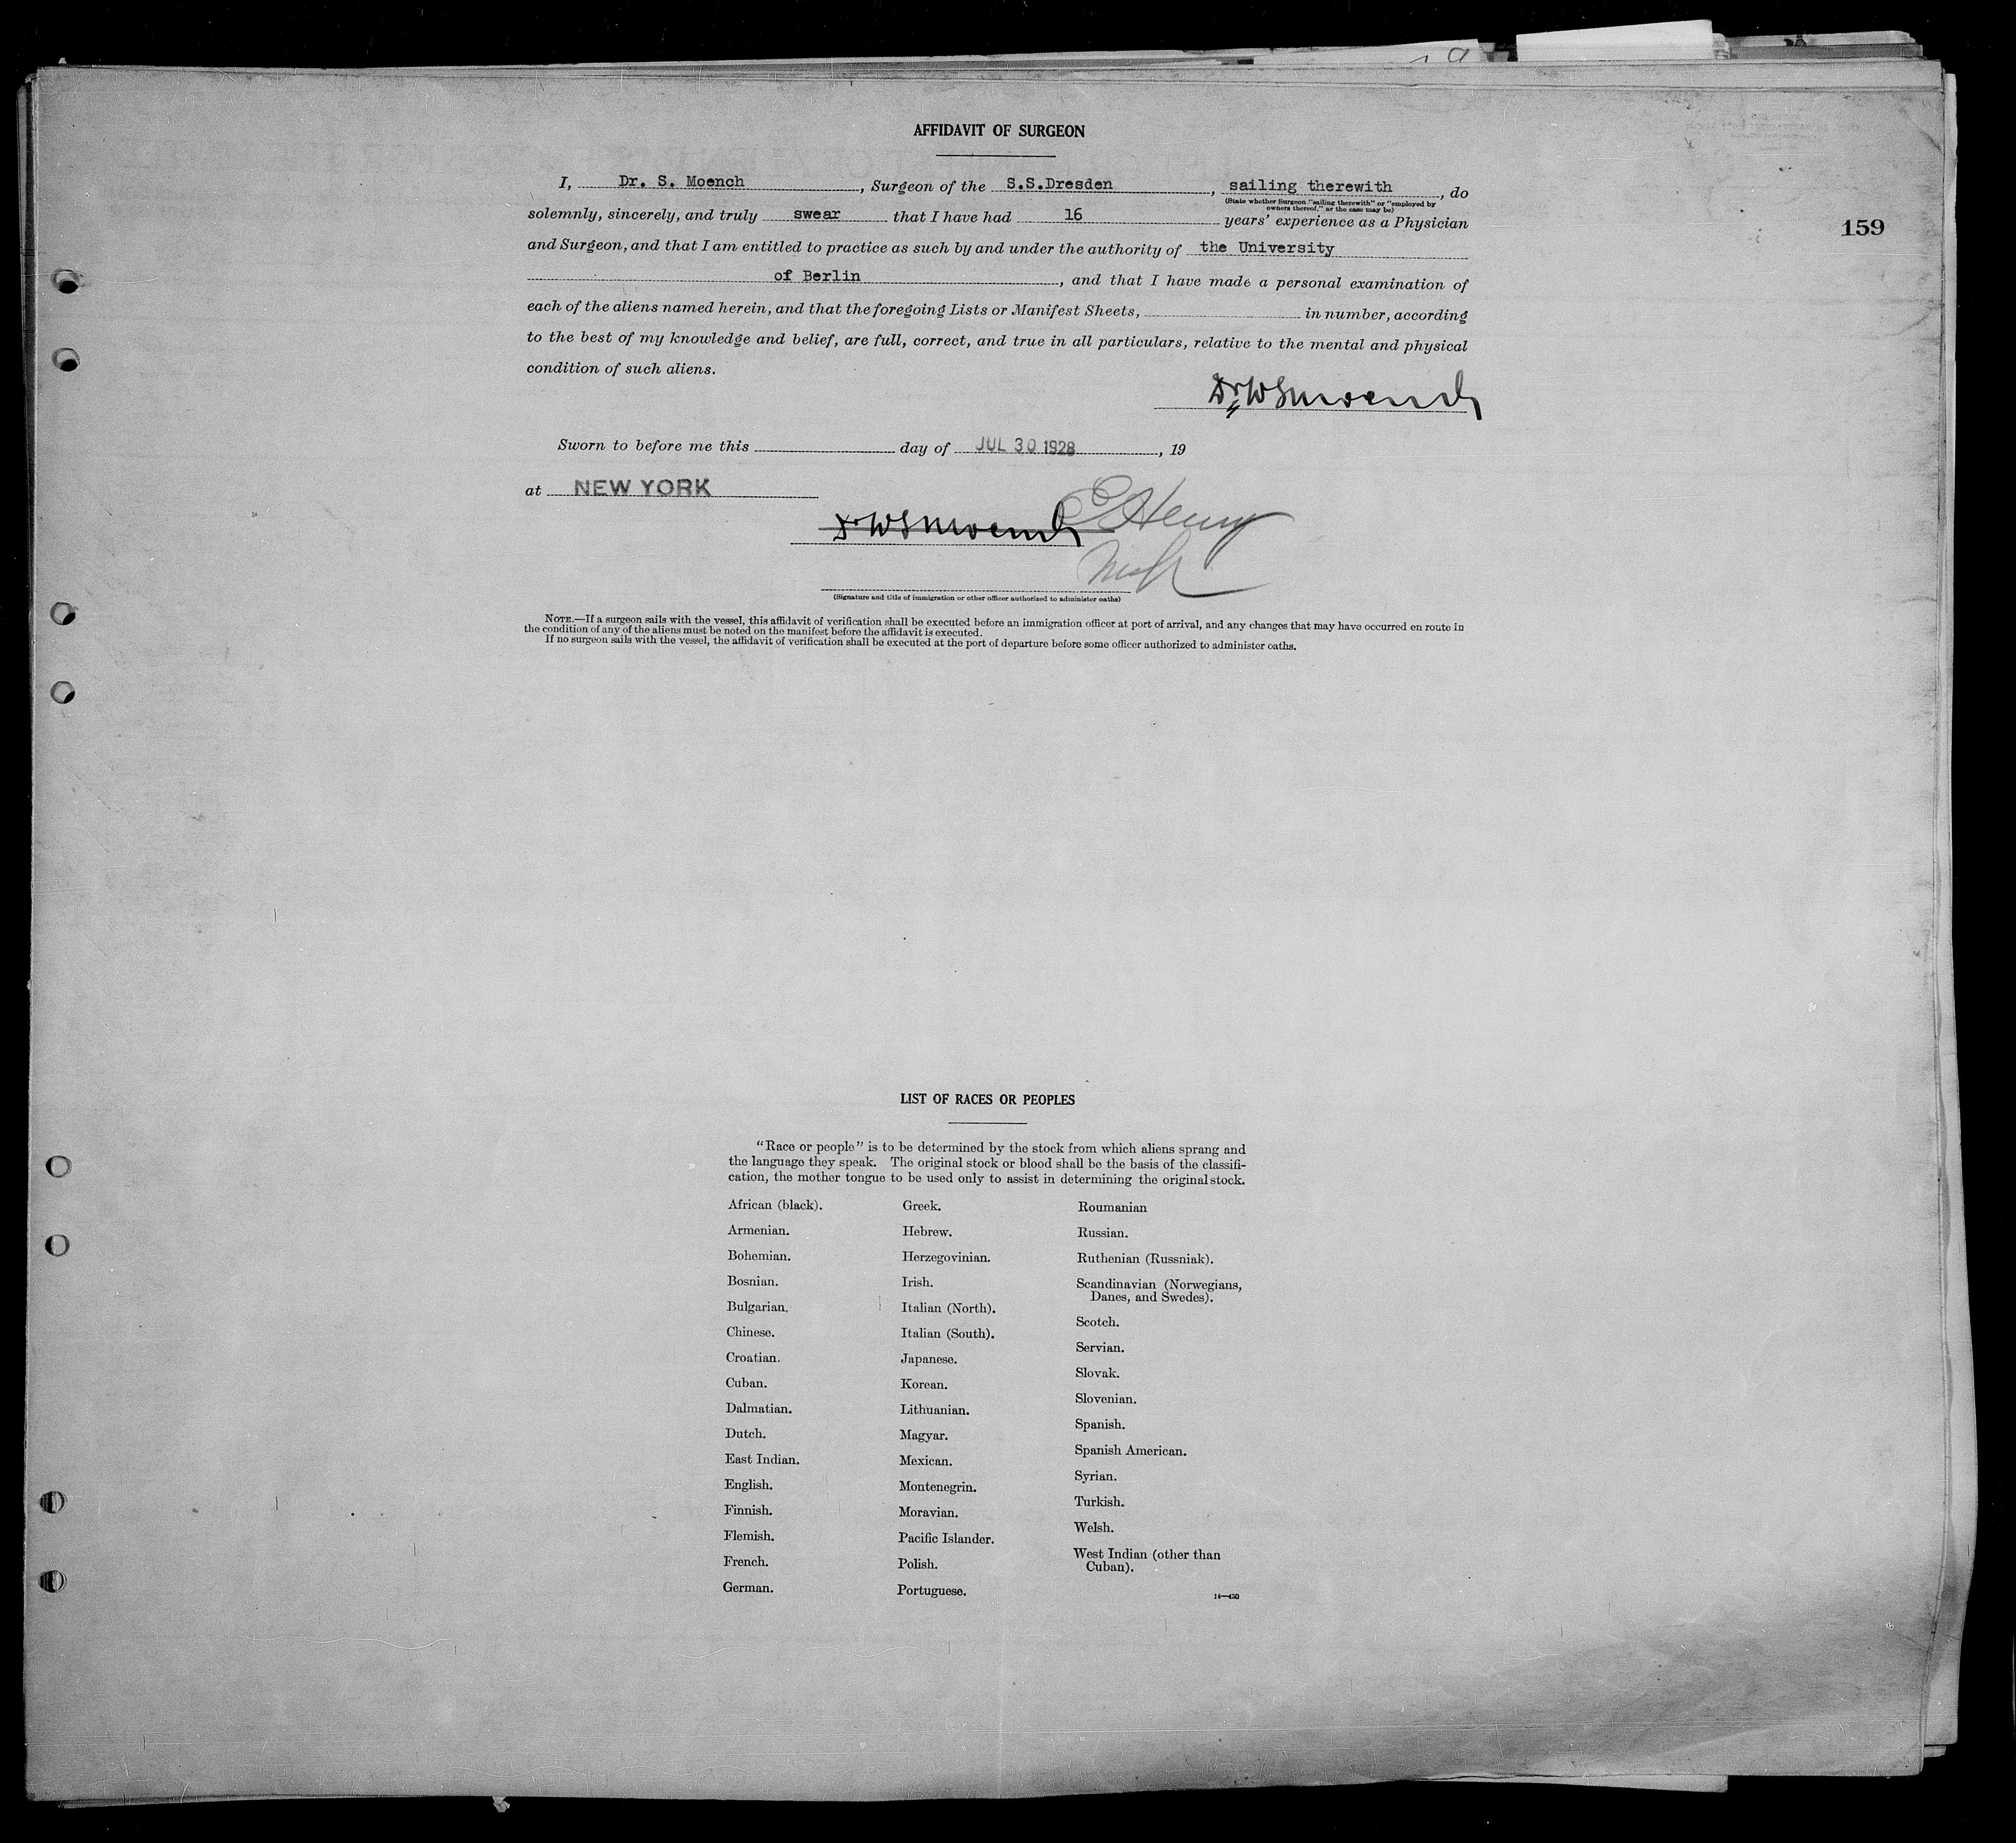 AFFIDAVIT OF SURGEON
I, Dr. S. Moench, Surgeon of the S.S.Dresden, sailing therewith, do
(State whether Surgeon "sailing therewith" or "employed by
owners thereof," as the case may be)
solemnly, sincerely, and truly swear that I have had 16 years' experience as a Physician
159
and Surgeon, and that I am entitled to practice as such by and under the authority of the University
of Berlin, and that I have made a personal examination of
each of the aliens named herein, and that the foregoing Lists or Manifest Sheets, in number, according
to the best of my knowledge and belief, are full, correct, and true in all particulars, relative to the mental and physical
condition of such aliens.
Sworn to before me this day of JUL 30 1928, 19
at NEW YORK
Henry
(Signature and title of immigration or other officer authorized to administer oaths)
NOTE.—If a surgeon sails with the vessel, this affidavit of verification shall be executed before an immigration officer at port of arrival, and any changes that may have occurred en route in
the condition of any of the aliens must be noted on the manifest before the affidavit is executed.
If no surgeon sails with the vessel, the affidavit of verification shall be executed at the port of departure before some officer authorized to administer oaths.
LIST OF RACES OR PEOPLES
"Race or people" is to be determined by the stock from which aliens sprang and
the language they speak. The original stock or blood shall be the basis of the classifi-
cation, the mother tongue to be used only to assist in determining the original stock.
African (black).
Armenian.
Bohemian.
Bosnian.
Bulgarian.
Chinese.
Croatian.
Cuban.
Dalmatian.
Dutch.
East Indian.
English.
Finnish.
Flemish.
French.
German.
Greek.
Hebrew.
Herzegovinian.
Irish.
Italian (North).
Italian (South).
Japanese.
Korean.
Lithuanian.
Magyar.
Mexican.
Montenegrin.
Moravian.
Pacific Islander.
Polish.
Portuguese.
Roumanian
Russian.
Ruthenian (Russniak).
Scandinavian (Norwegians,
Danes, and Swedes).
Scotch.
Servian.
Slovak.
Slovenian.
Spanish.
Spanish American.
Syrian.
Turkish.
Welsh.
West Indian (other than
Cuban).